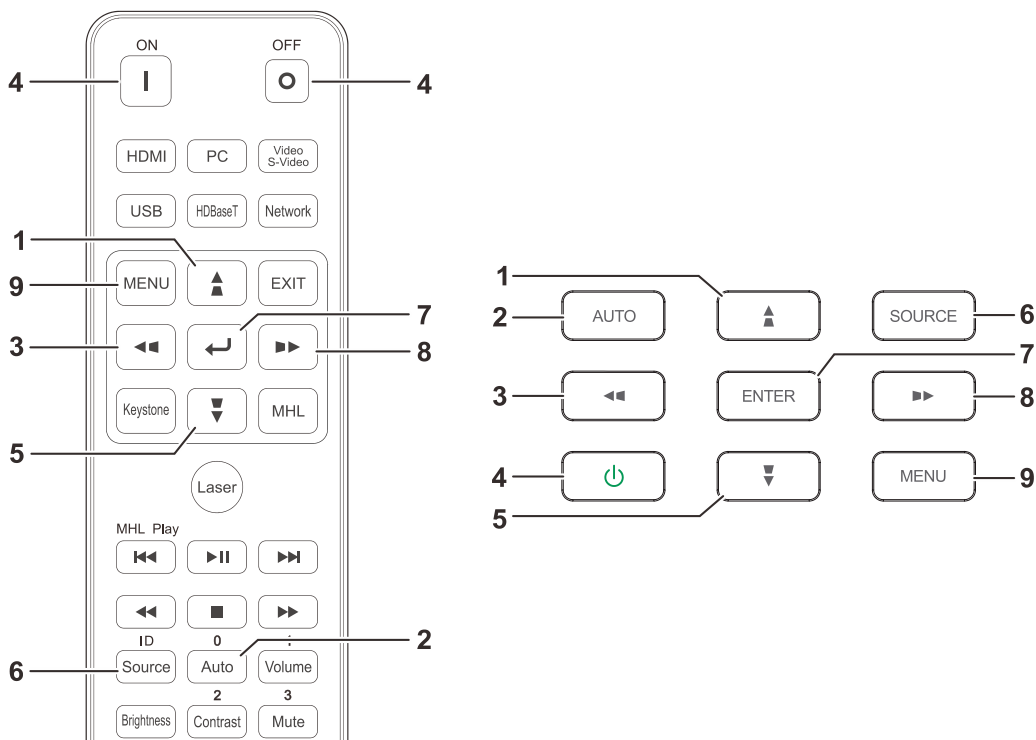 ON OFF
4 4
HDMI PC Video
S-Video
USB HDBaseT Network
1
9 MENU EXIT
7
3 8
Keystone MHL
5
Laser
MHL Play
ID 0 :
6 Source Auto Volume 2
2 3
Brightness Contrast Mute
1
2 AUTO SOURCE 6
7
3 ENTER 8
4 MENU 9
5